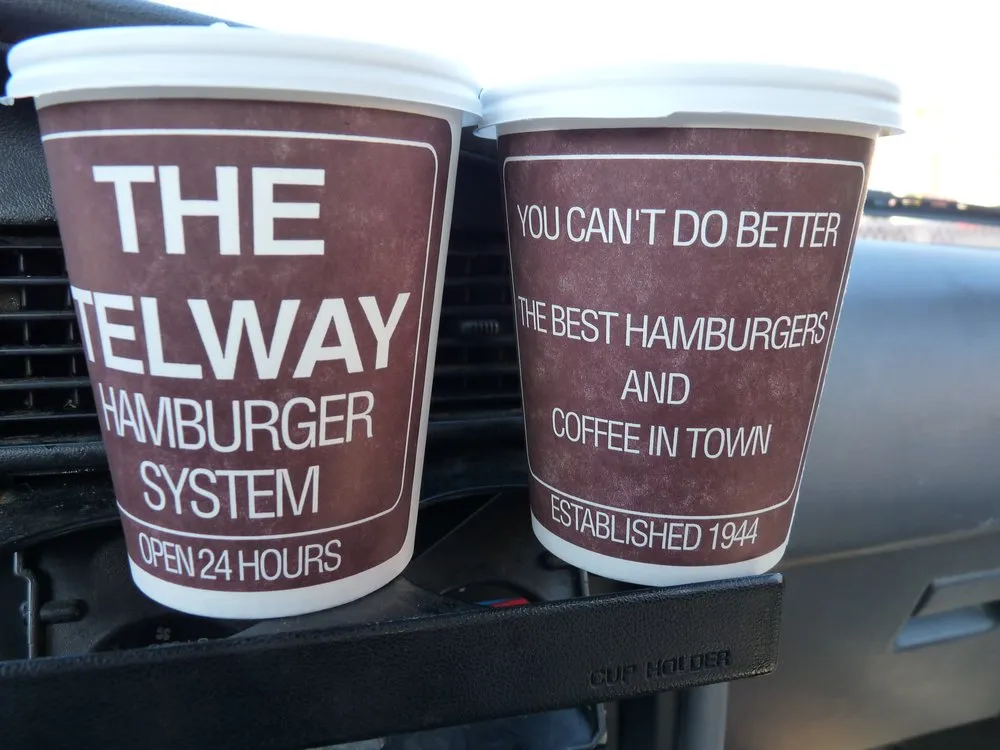 THE
TELWAY
HAMBURGER
SYSTEM
OPEN 24 HOURS
YOU CAN'T DO BETTER
THE BEST HAMBURGERS
AND
COFFEE IN TOWN
ESTABLISHED 1944
CUP HOLDER